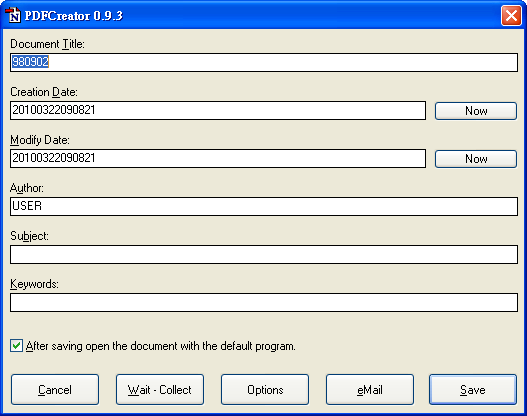 PDFCreator 0.9.3
Document Title:
980902
Creation Date:
20100322090821
Now
Modify Date:
20100322090821
Now
Author:
USER
Subject:
Keywords:
After saving open the document with the default program.
Cancel
Wait - Collect
Options
eMail
Save